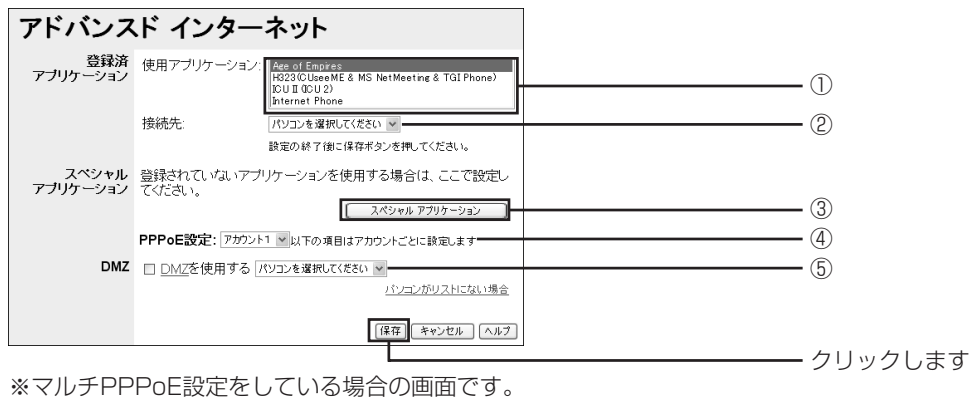 アドバンスド インターネット
登録済
アプリケーション
使用アプリケーション:
Age of Empires
H323(CUseeME & MS NetMeeting & TGI Phone)
ICU II (ICU 2)
Internet Phone
①
接続先:
パソコンを選択してください
②
設定の終了後に保存ボタンを押してください。
スペシャル
アプリケーション
登録されていないアプリケーションを使用する場合は、ここで設定し
てください。
スペシャル アプリケーション
③
PPPoE設定: アカウント1 以下の項目はアカウントごとに設定します
④
DMZ
DMZを使用する パソコンを選択してください
⑤
パソコンがリストにない場合
保存 キャンセル ヘルプ
クリックします
※マルチPPPoE設定をしている場合の画面です。